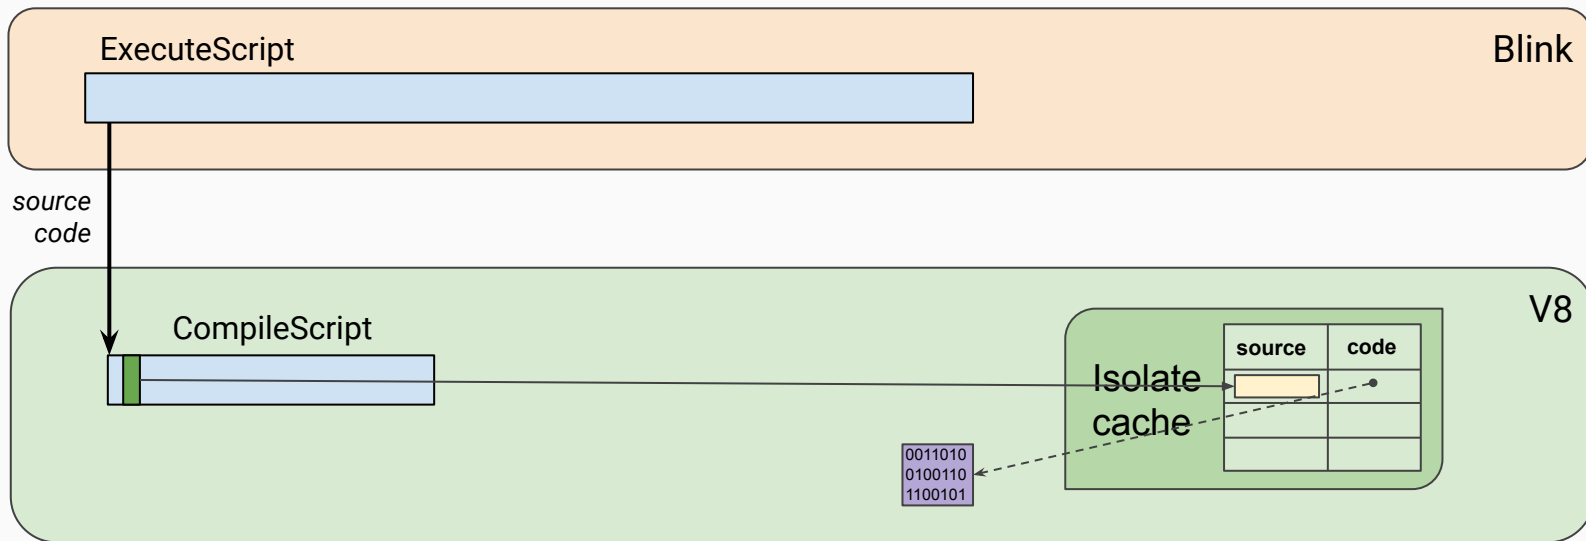 ExecuteScript
Blink
source
code
V8
CompileScript
source
code
Isolate
cache
0011010
0100110
1100101